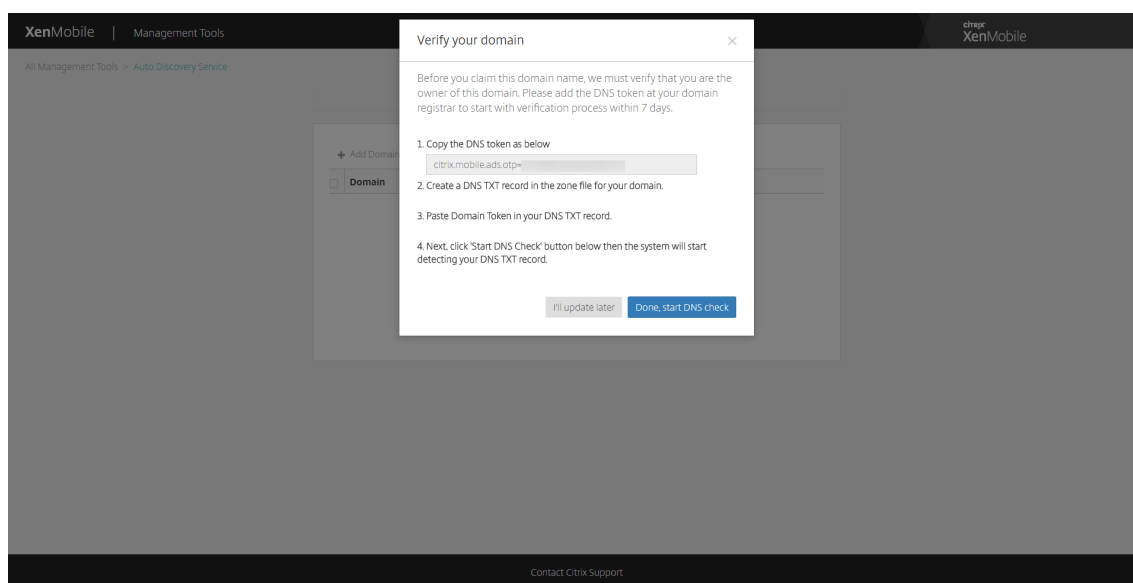 XenMobile | Management Tools
citrix
XenMobile
All Management Tools > Auto Discovery Service
Verify your domain
Before you claim this domain name, we must verify that you are the
owner of this domain. Please add the DNS token at your domain
registrar to start with verification process within 7 days.
1. Copy the DNS token as below
citrix.mobile.ads.otp=
2. Create a DNS TXT record in the zone file for your domain.
3. Paste Domain Token in your DNS TXT record.
4. Next, click 'Start DNS Check' button below then the system will start
detecting your DNS TXT record.
I'll update later
Done, start DNS check
+ Add Domain
Domain
Contact Citrix Support